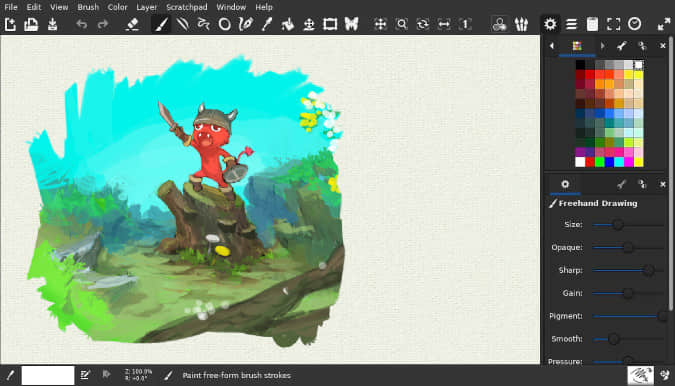 File Edit View Brush Color Layer Scratchpad Window Help
1
Freehand Drawing
Size:
Opaque:
Sharp:
Gain:
Pigment:
Smooth:
Pressure:
Z: 100.0%
R: +0.0°
Paint free-form brush strokes